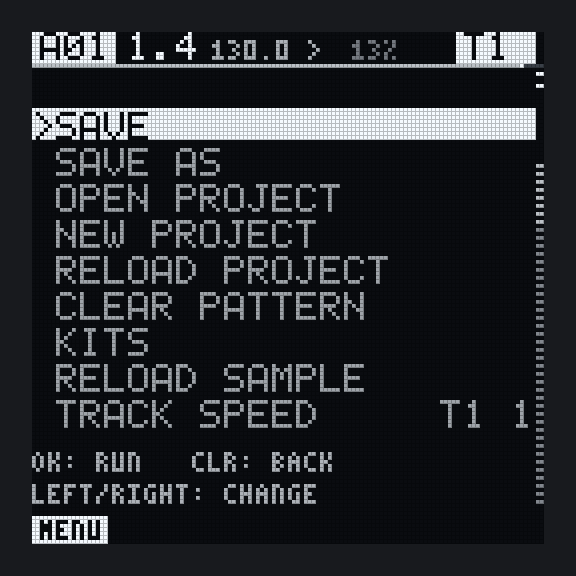 A01 1.4 130.0 > 13% T1
>SAVE
SAVE AS
OPEN PROJECT
NEW PROJECT
RELOAD PROJECT
CLEAR PATTERN
KITS
RELOAD SAMPLE
TRACK SPEED T1 1
OK: RUN CLR: BACK
LEFT/RIGHT: CHANGE
MENU